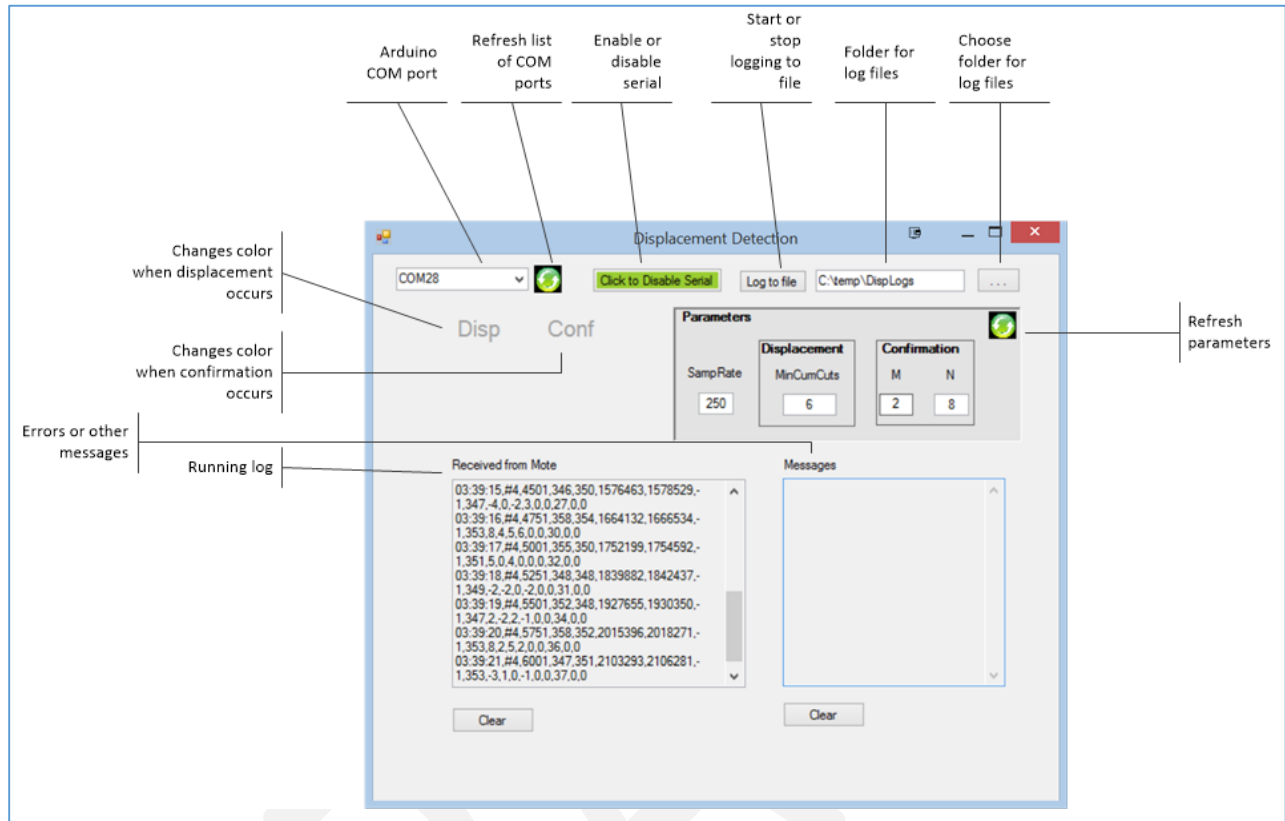 Start or
stop
logging to
file
Arduino
COM port
Refresh list
of COM
ports
Enable or
disable
serial
Folder for
log files
Choose
folder for
log files
Changes color
when displacement
occurs
Changes color
when confirmation
occurs
Errors or other
messages
Running log
Refresh
parameters
Displacement Detection
COM28
Click to Disable Serial
Log to file
C:\temp\DispLogs
...
Disp
Conf
Parameters
SampRate
250
Displacement
MinCumCuts
6
Confirmation
M N
2 8
Received from Mote
03:39:15,#4,4501,346,350,1576463,1578529,-
1,347,-4,0,-2,3,0,0,27,0,0
03:39:16,#4,4751,358,354,1664132,1666534,-
1,353,8,4,5,6,0,0,30,0,0
03:39:17,#4,5001,355,350,1752199,1754592,-
1,351,5,0,4,0,0,0,32,0,0
03:39:18,#4,5251,348,348,1839882,1842437,-
1,349,-2,-2,0,-2,0,0,31,0,0
03:39:19,#4,5501,352,348,1927655,1930350,-
1,347,2,-2,2,-1,0,0,34,0,0
03:39:20,#4,5751,358,352,2015396,2018271,-
1,353,8,2,5,2,0,0,36,0,0
03:39:21,#4,6001,347,351,2103293,2106281,-
1,353,-3,1,0,-1,0,0,37,0,0
Clear
Messages
Clear